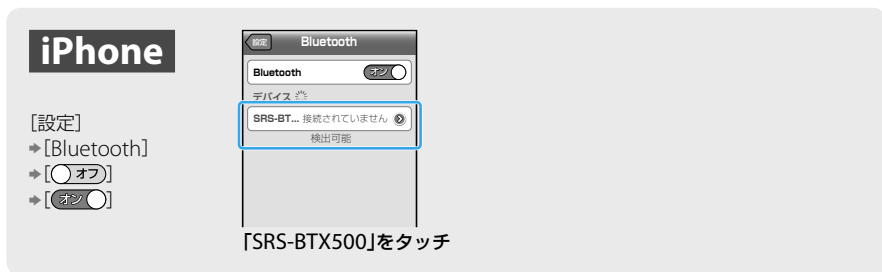 iPhone
[設定]
➔[Bluetooth]
➔[オフ]
➔[オン]
設定 Bluetooth
Bluetooth オン
デバイス
SRS-BT... 接続されていません
検出可能
「SRS-BTX500」をタッチ